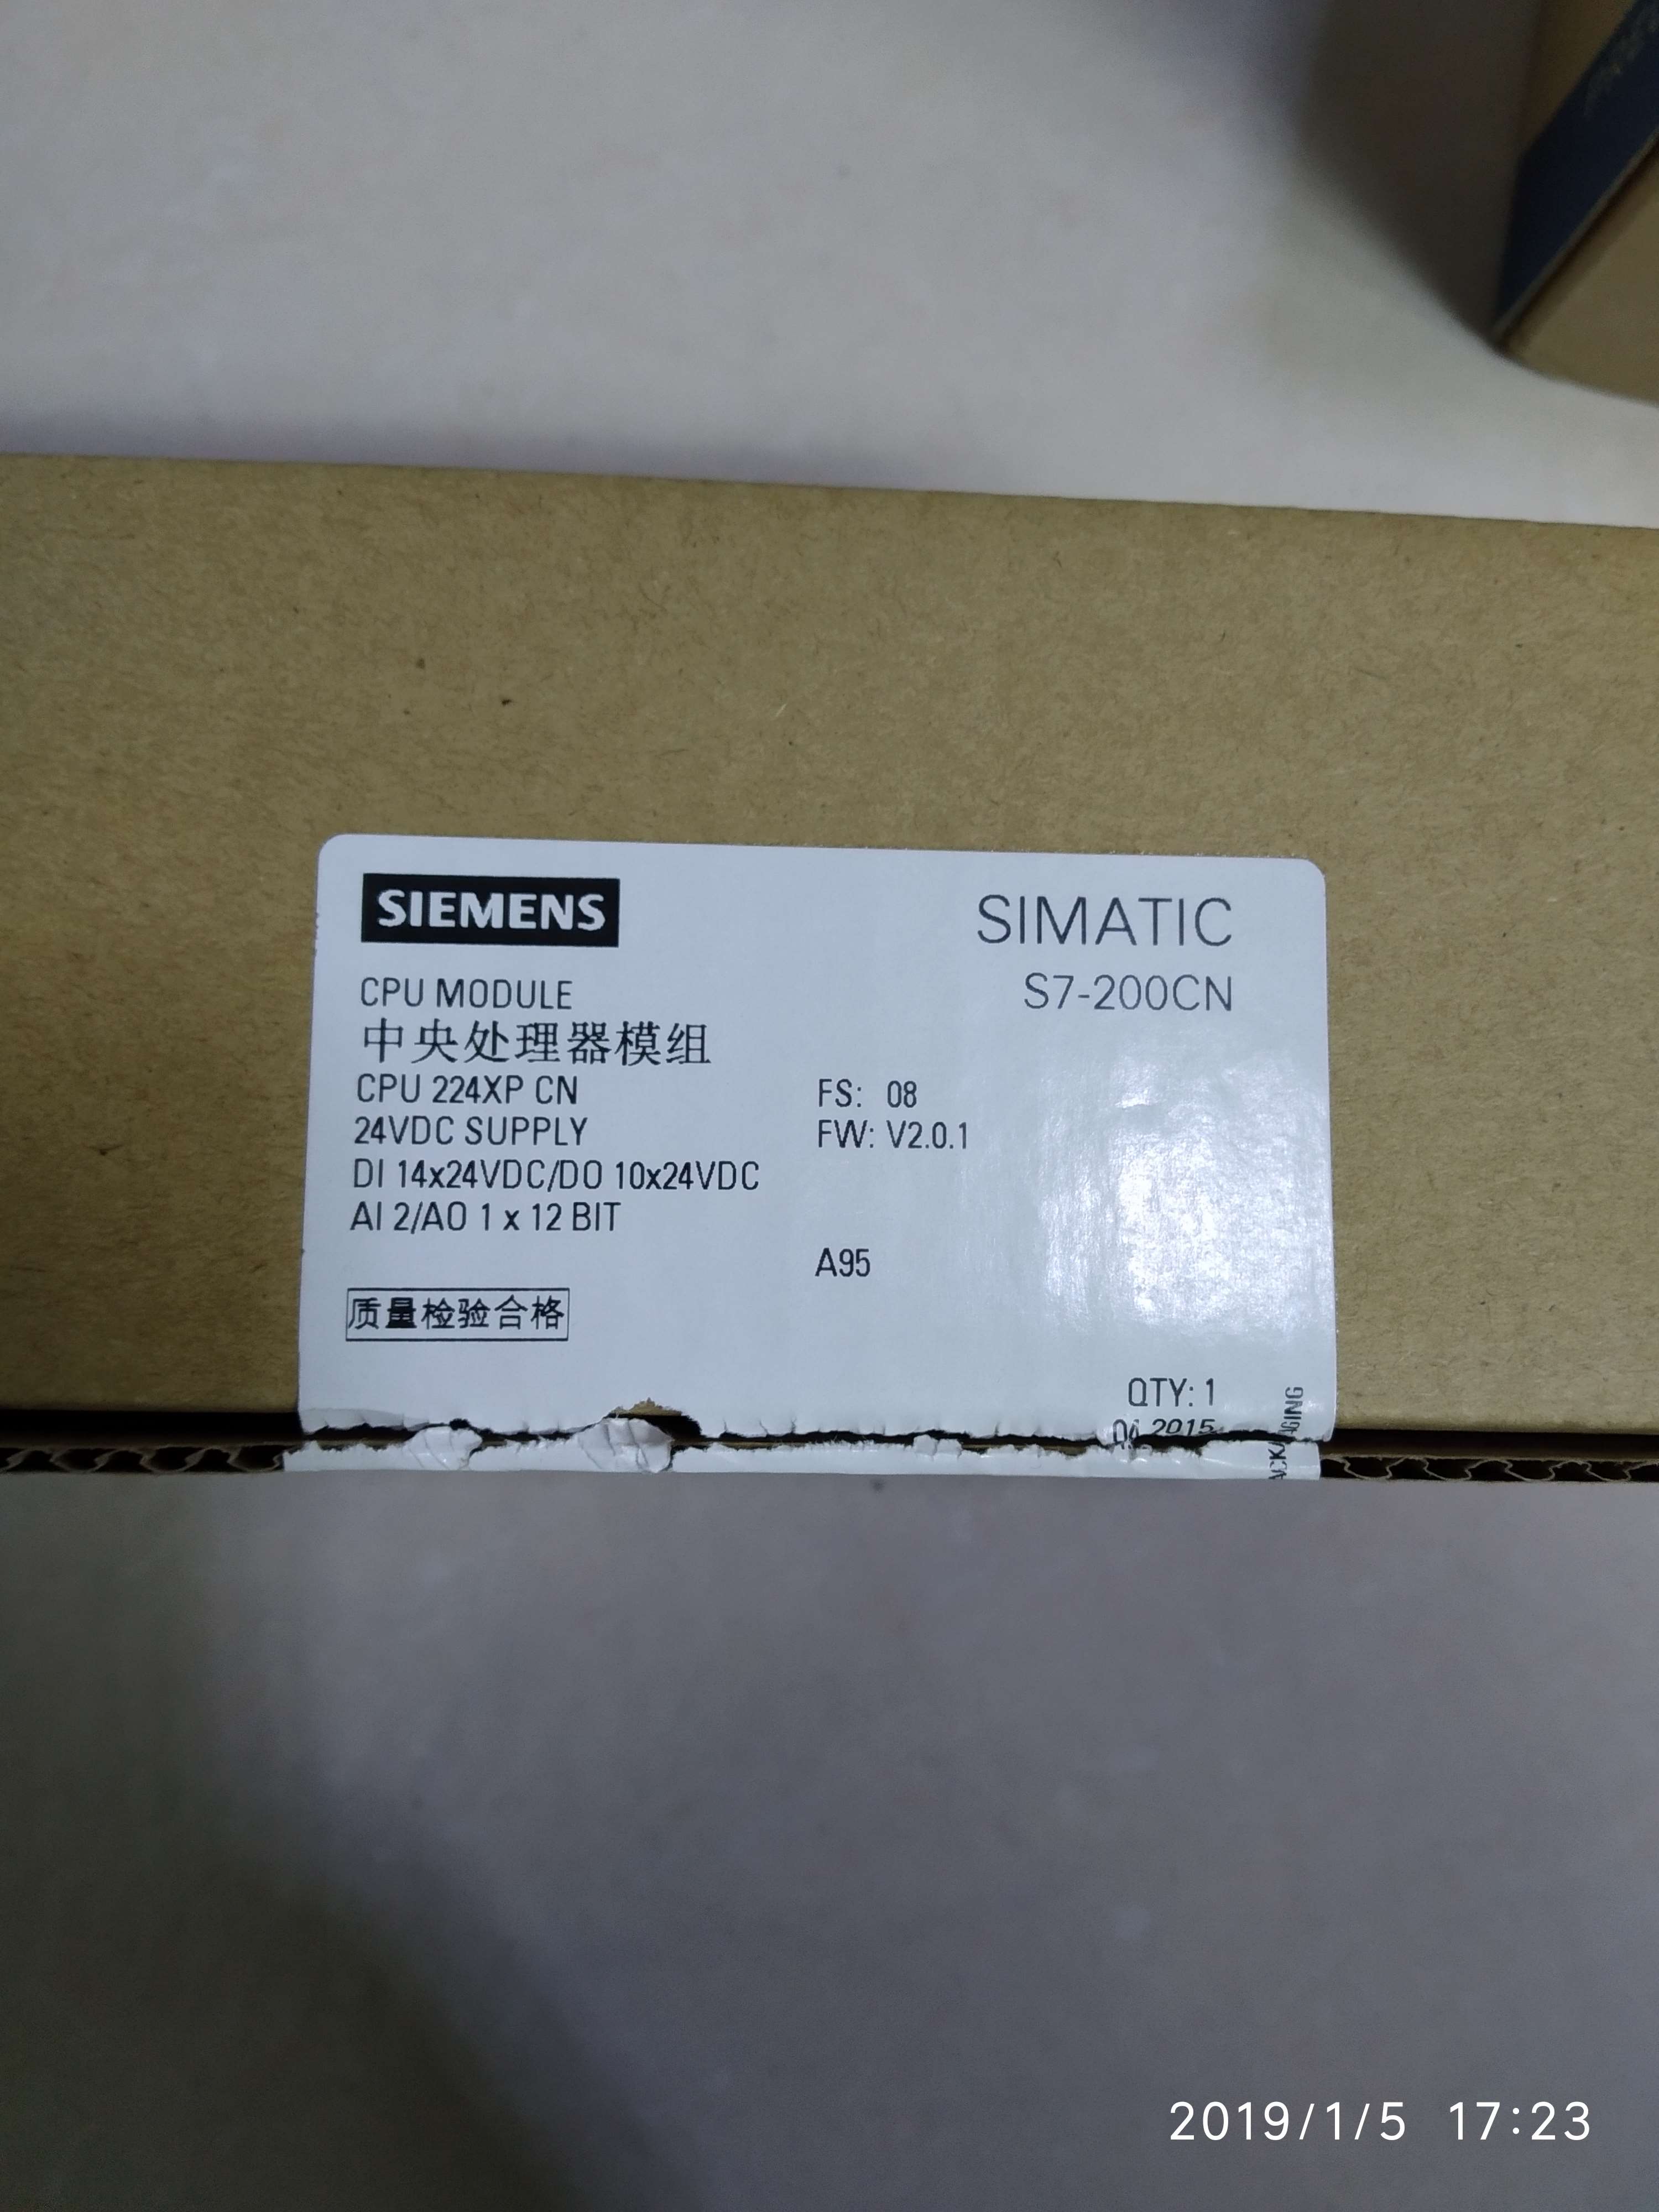 SIEMENS
SIMATIC
S7-200CN
CPU MODULE
中央处理器模组
CPU 224XP CN
24VDC SUPPLY
DI 14x24VDC/DO 10x24VDC
AI 2/AO 1 x 12 BIT
FS: 08
FW: V2.0.1
A95
质量检验合格
QTY: 1
2015
2019/1/5 17:23